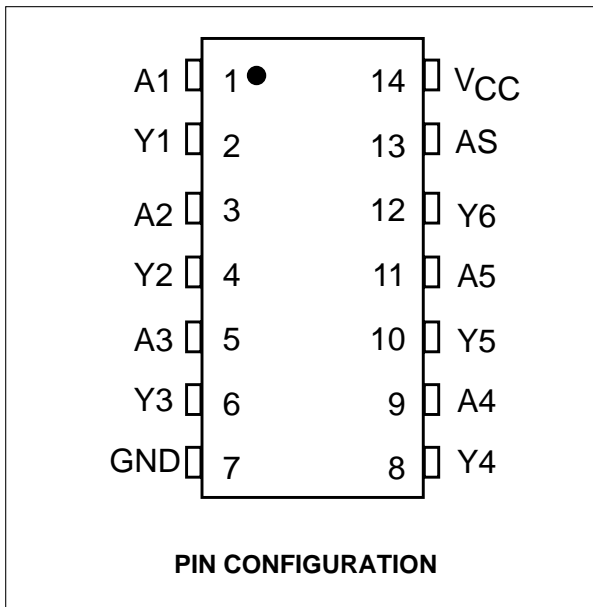 A1 1 14 VCC
Y1 2 13 AS
A2 3 12 Y6
Y2 4 11 A5
A3 5 10 Y5
Y3 6 9 A4
GND 7 8 Y4
PIN CONFIGURATION